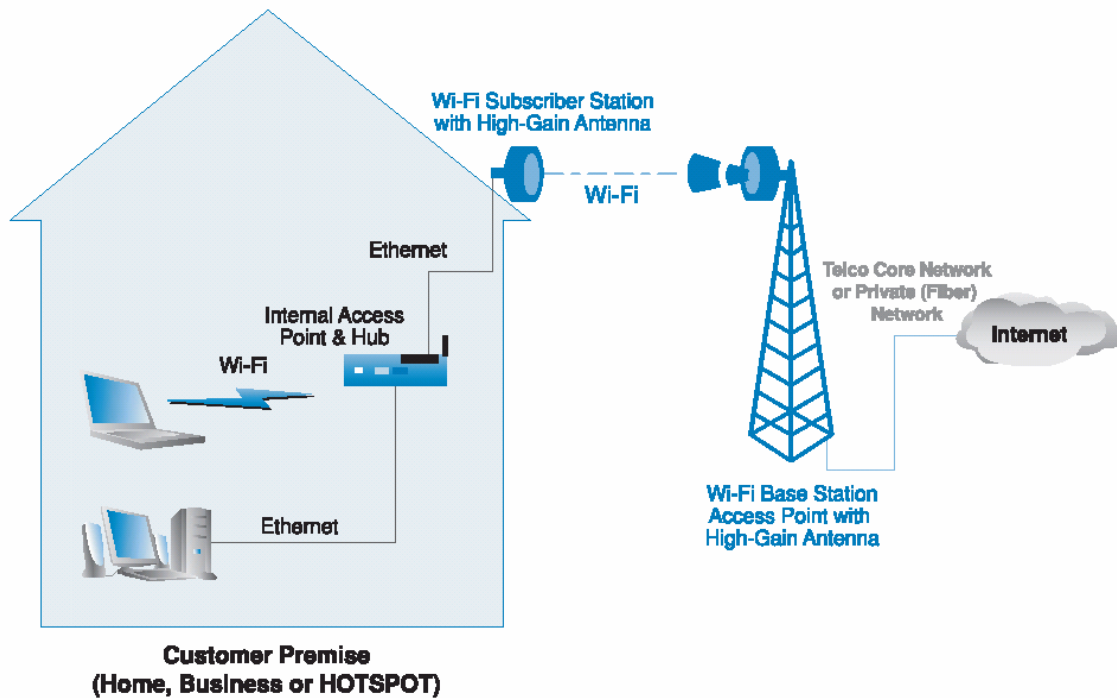 Wi-Fi Subscriber Station
with High-Gain Antenna
Wi-Fi
Ethernet
Telco Core Network
or Private (Fiber)
Network
Internet
Internal Access
Point & Hub
Wi-Fi
Wi-Fi Base Station
Access Point with
High-Gain Antenna
Ethernet
Customer Premise
(Home, Business or HOTSPOT)